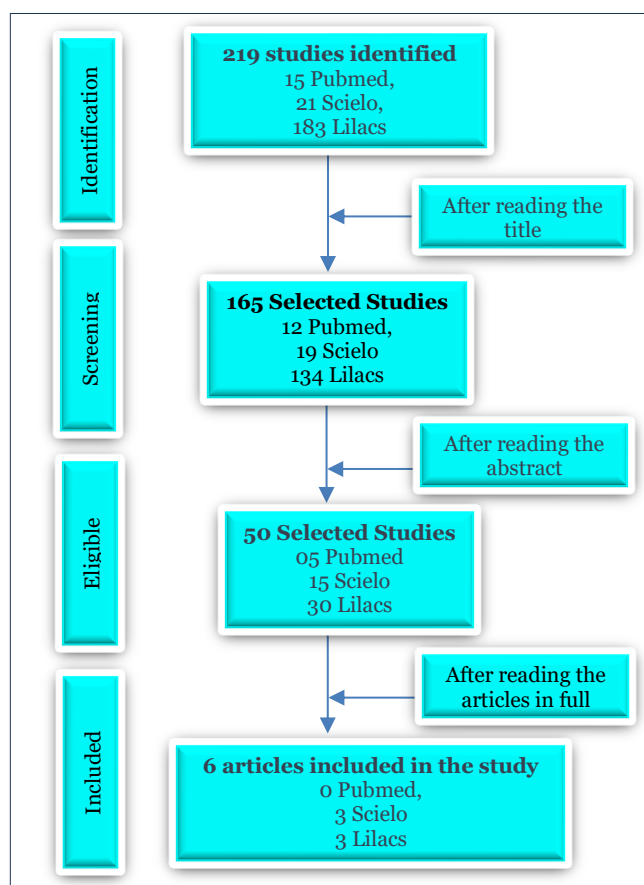 Identification
219 studies identified
15 Pubmed,
21 Scielo,
183 Lilacs
After reading the
title
Screening
165 Selected Studies
12 Pubmed,
19 Scielo
134 Lilacs
After reading the
abstract
Eligible
50 Selected Studies
05 Pubmed
15 Scielo
30 Lilacs
After reading the
articles in full
Included
6 articles included in the study
0 Pubmed,
3 Scielo
3 Lilacs